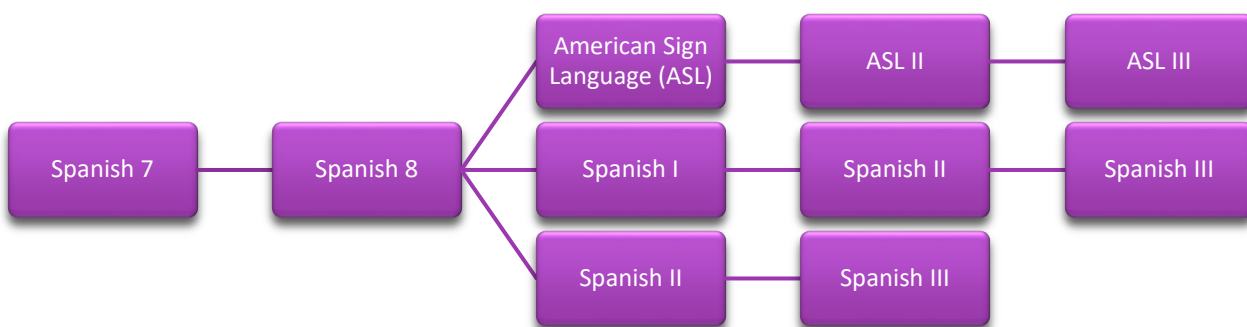 American Sign
Language (ASL)
ASL II
ASL III
Spanish 7
Spanish 8
Spanish I
Spanish II
Spanish III
Spanish II
Spanish III